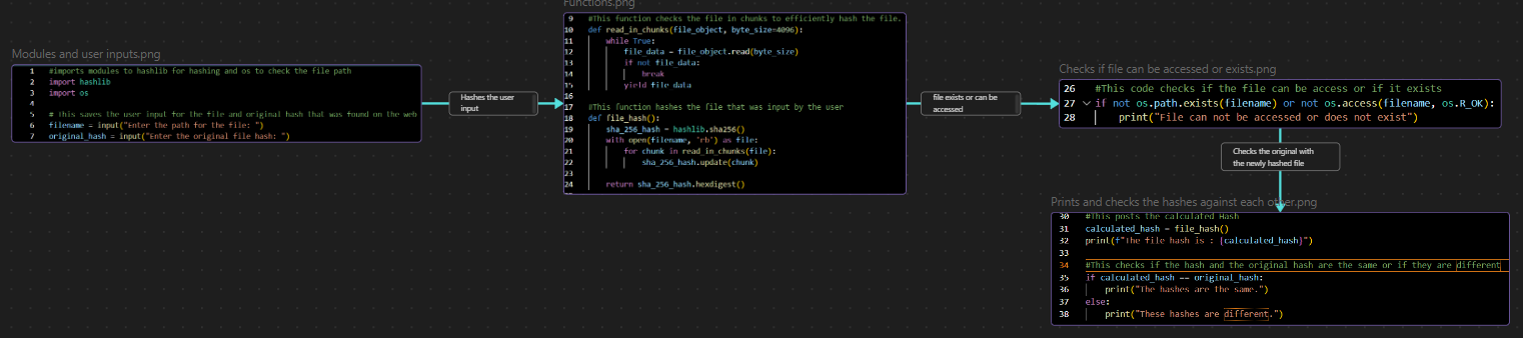 Modules and user inputs.png
1 #imports modules to hashlib for hashing and os to check the file path
2 import hashlib
3 import os
4
5 # this saves the user input for the file and original hash that was found on the web
6 filename = input("Enter the path for the file: ")
7 original_hash = input("Enter the original file hash: ")
Hashes the user
input
Functions.png
9 #This function checks the file in chunks to efficiently hash the file.
10 def read_in_chunks(file_object, byte_size=4096):
11 while True:
12 file_data = file_object.read(byte_size)
13 if not file_data:
14 break
15 yield file_data
16
17 #This function hashes the file that was input by the user
18 def file_hash():
19 sha_256_hash = hashlib.sha256()
20 with open(filename, 'rb') as file:
21 for chunk in read_in_chunks(file):
22 sha_256_hash.update(chunk)
23
24 return sha_256_hash.hexdigest()
file exists or can be
accessed
Checks if file can be accessed or exists.png
26 #This code checks if the file can be access or if it exists
27 if not os.path.exists(filename) or not os.access(filename, os.R_OK):
28 print("File can not be accessed or does not exist")
Checks the original with
the newly hashed file
Prints and checks the hashes against each other.png
30 #This posts the calculated Hash
31 calculated_hash = file_hash()
32 print(f"The file hash is : {calculated_hash}")
33
34 #This checks if the hash and the original hash are the same or if they are different
35 if calculated_hash == original_hash:
36 print("The hashes are the same.")
37 else:
38 print("These hashes are different.")